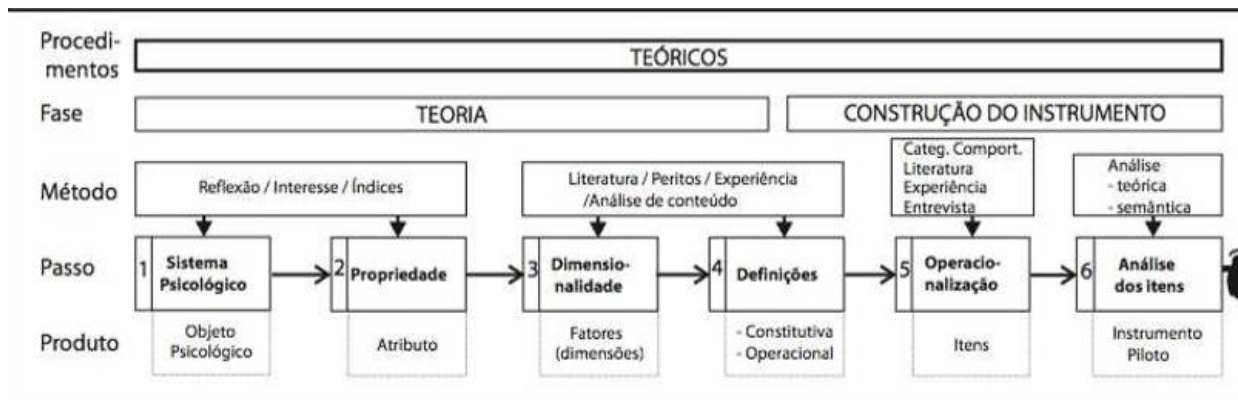 Procedi-
mentos
TEÓRICOS
Fase
TEORIA
CONSTRUÇÃO DO INSTRUMENTO
Método
Reflexão / Interesse / Índices
Literatura / Peritos / Experiência
/Análise de conteúdo
Categ. Comport.
Literatura
Experiência
Entrevista
Análise
- teórica
- semântica
Passo
1 Sistema
Psicológico
2 Propriedade
3 Dimensio-
nalidade
4 Definições
5 Operacio-
nalização
6 Análise
dos itens
Produto
Objeto
Psicológico
Atributo
Fatores
(dimensões)
- Constitutiva
- Operacional
Itens
Instrumento
Piloto